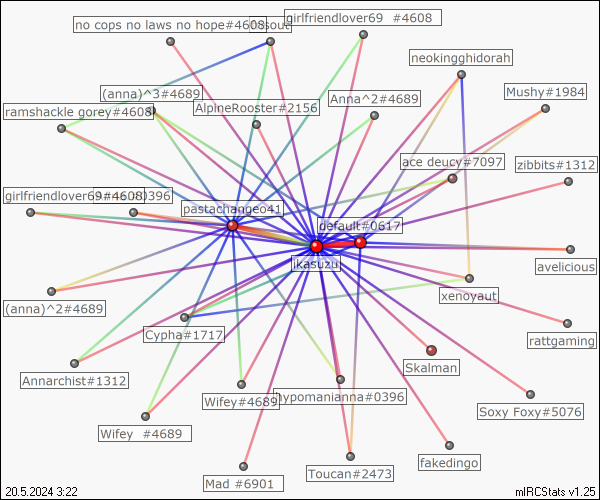 no cops no laws no hope#4608
girlfriendlover69 #4608
neokingghidorah
(anna)^3#4689
AlpineRooster#2156
Anna^2#4689
Mushy#1984
ramshackle gorey#4608
ace deucy#7097
zibbits#1312
girlfriendlover69#4608
pastachangeo41
default#0617
ikasuzu
avelicious
(anna)^2#4689
xenoyaut
Cypha#1717
rattgaming
Skalman
Annarchist#1312
Wifey#4689
hypomanianna#0396
Soxy Foxy#5076
Wifey #4689
fakedingo
Toucan#2473
Mad #6901
20.5.2024 3:22
mIRCStats v1.25